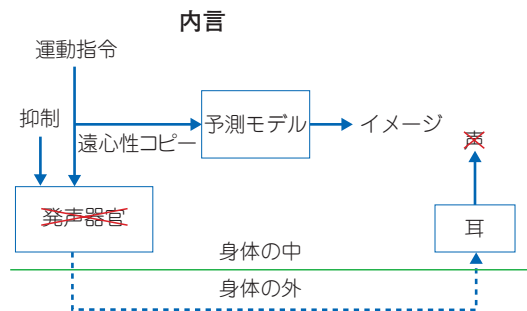 内言
運動指令
抑制
遠心性コピー
予測モデル
イメージ
声
発声器官
耳
身体の中
身体の外